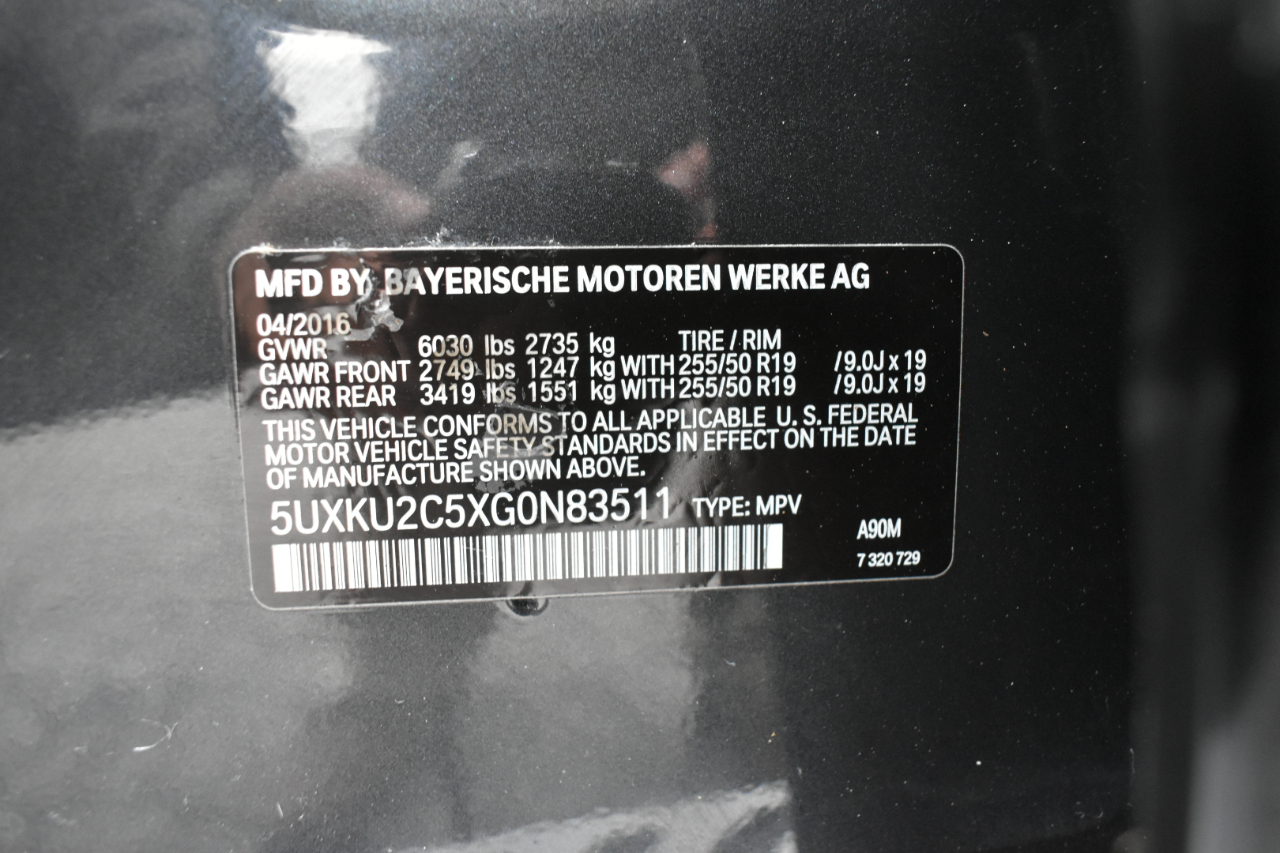 MFD BY BAYERISCHE MOTOREN WERKE AG
04/2016
GVWR 6030 lbs 2735 kg TIRE / RIM
GAWR FRONT 2749 lbs 1247 kg WITH 255/50 R19 /9.0J x 19
GAWR REAR 3419 lbs 1551 kg WITH 255/50 R19 /9.0J x 19
THIS VEHICLE CONFORMS TO ALL APPLICABLE U. S. FEDERAL
MOTOR VEHICLE SAFETY STANDARDS IN EFFECT ON THE DATE
OF MANUFACTURE SHOWN ABOVE.
5UXKU2C5XG0N83511 TYPE: MPV
A90M
7 320 729